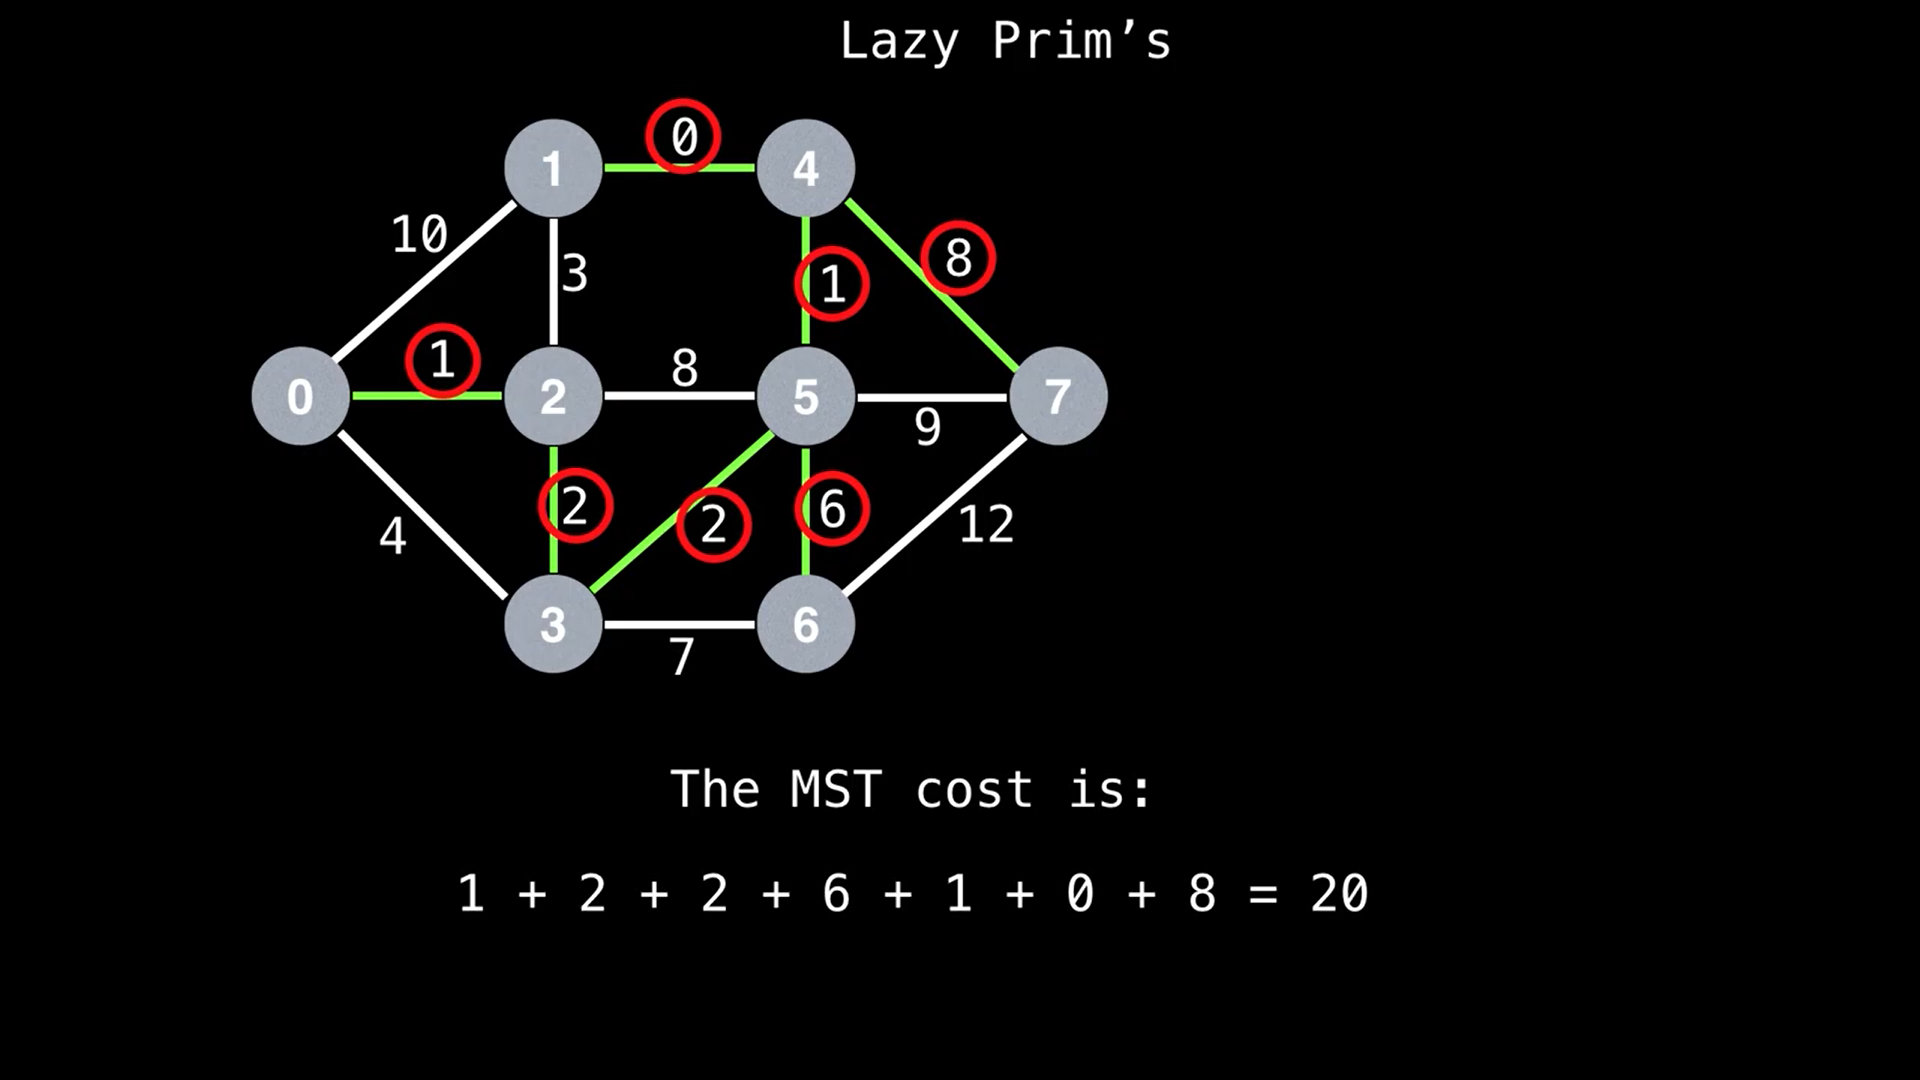 Lazy Prim’s
0
1 4
10 3 1 8
1 8
0 2 5 7
9
4 2 2 6 12
3 6
7
The MST cost is:
1 + 2 + 2 + 6 + 1 + 0 + 8 = 20